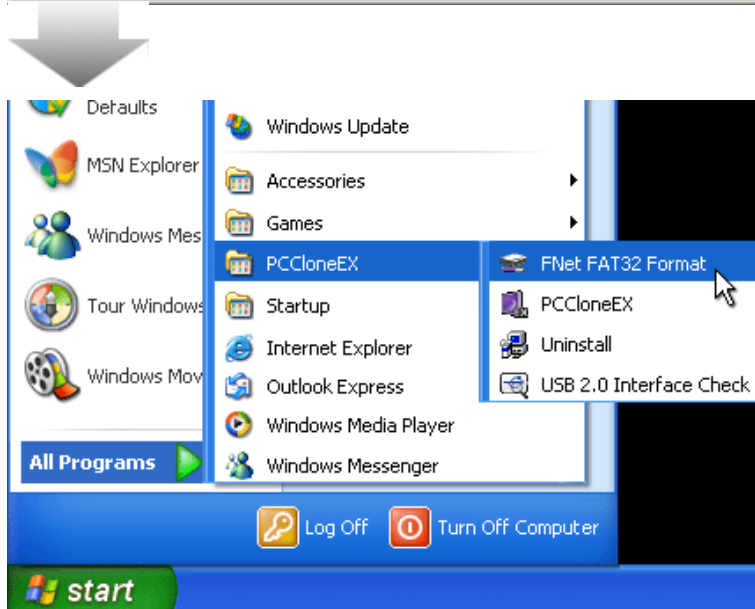 Defaults
MSN Explorer
Windows Mes
Tour Windows
Windows Mov
All Programs
Windows Update
Accessories
Games
PCCloneEX
Startup
Internet Explorer
Outlook Express
Windows Media Player
Windows Messenger
FNet FAT32 Format
PCCloneEX
Uninstall
USB 2.0 Interface Check
Log Off
Turn Off Computer
start